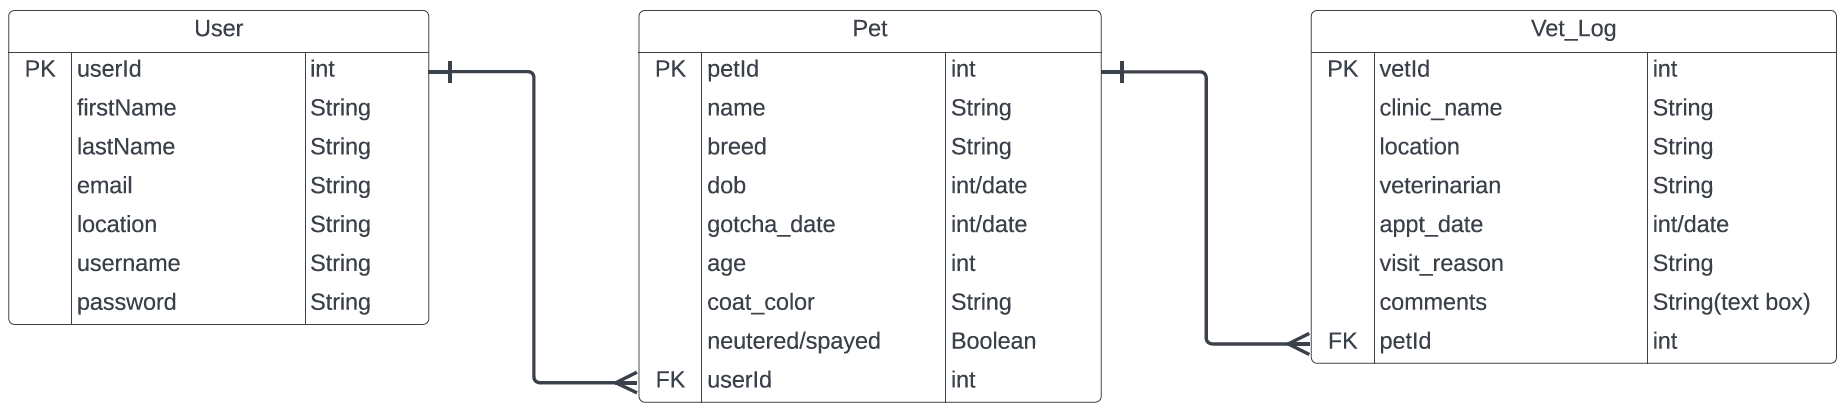 User
PK userId int
firstName String
lastName String
email String
location String
username String
password String
Pet
PK petId int
name String
breed String
dob int/date
gotcha_date int/date
age int
coat_color String
neutered/spayed Boolean
FK userId int
Vet_Log
PK vetId int
clinic_name String
location String
veterinarian String
appt_date int/date
visit_reason String
comments String(text box)
FK petId int